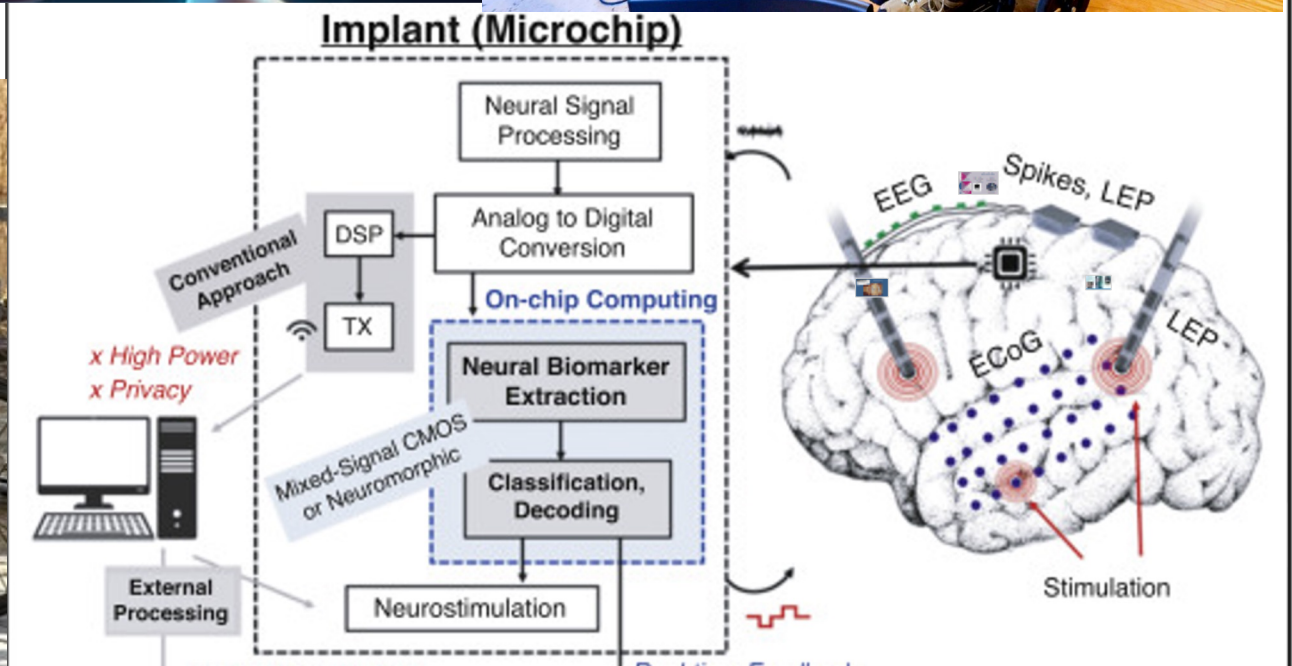 Implant (Microchip)
Neural Signal
Processing
Analog to Digital
Conversion
DSP
TX
Conventional
Approach
On-chip Computing
x High Power
x Privacy
Neural Biomarker
Extraction
Mixed-Signal CMOS
or Neuromorphic
Classification,
Decoding
External
Processing
Neurostimulation
EEG
Spikes, LEP
ECoG
LEP
Stimulation